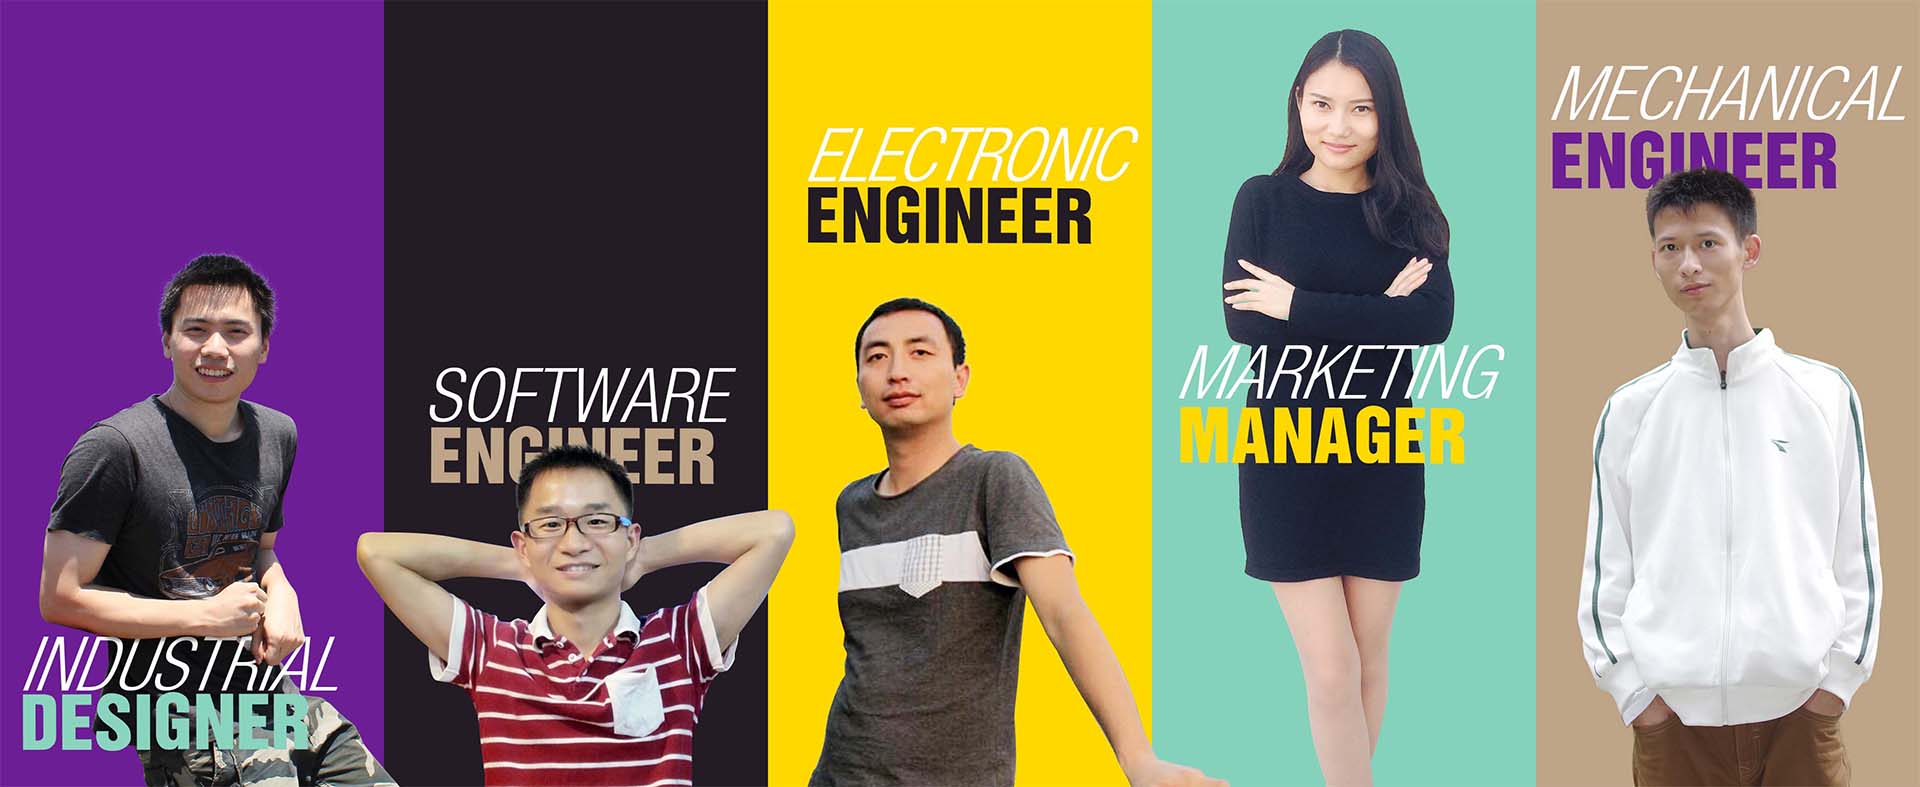 INDUSTRIAL
DESIGNER
SOFTWARE
ENGINEER
ELECTRONIC
ENGINEER
MARKETING
MANAGER
MECHANICAL
ENGINEER